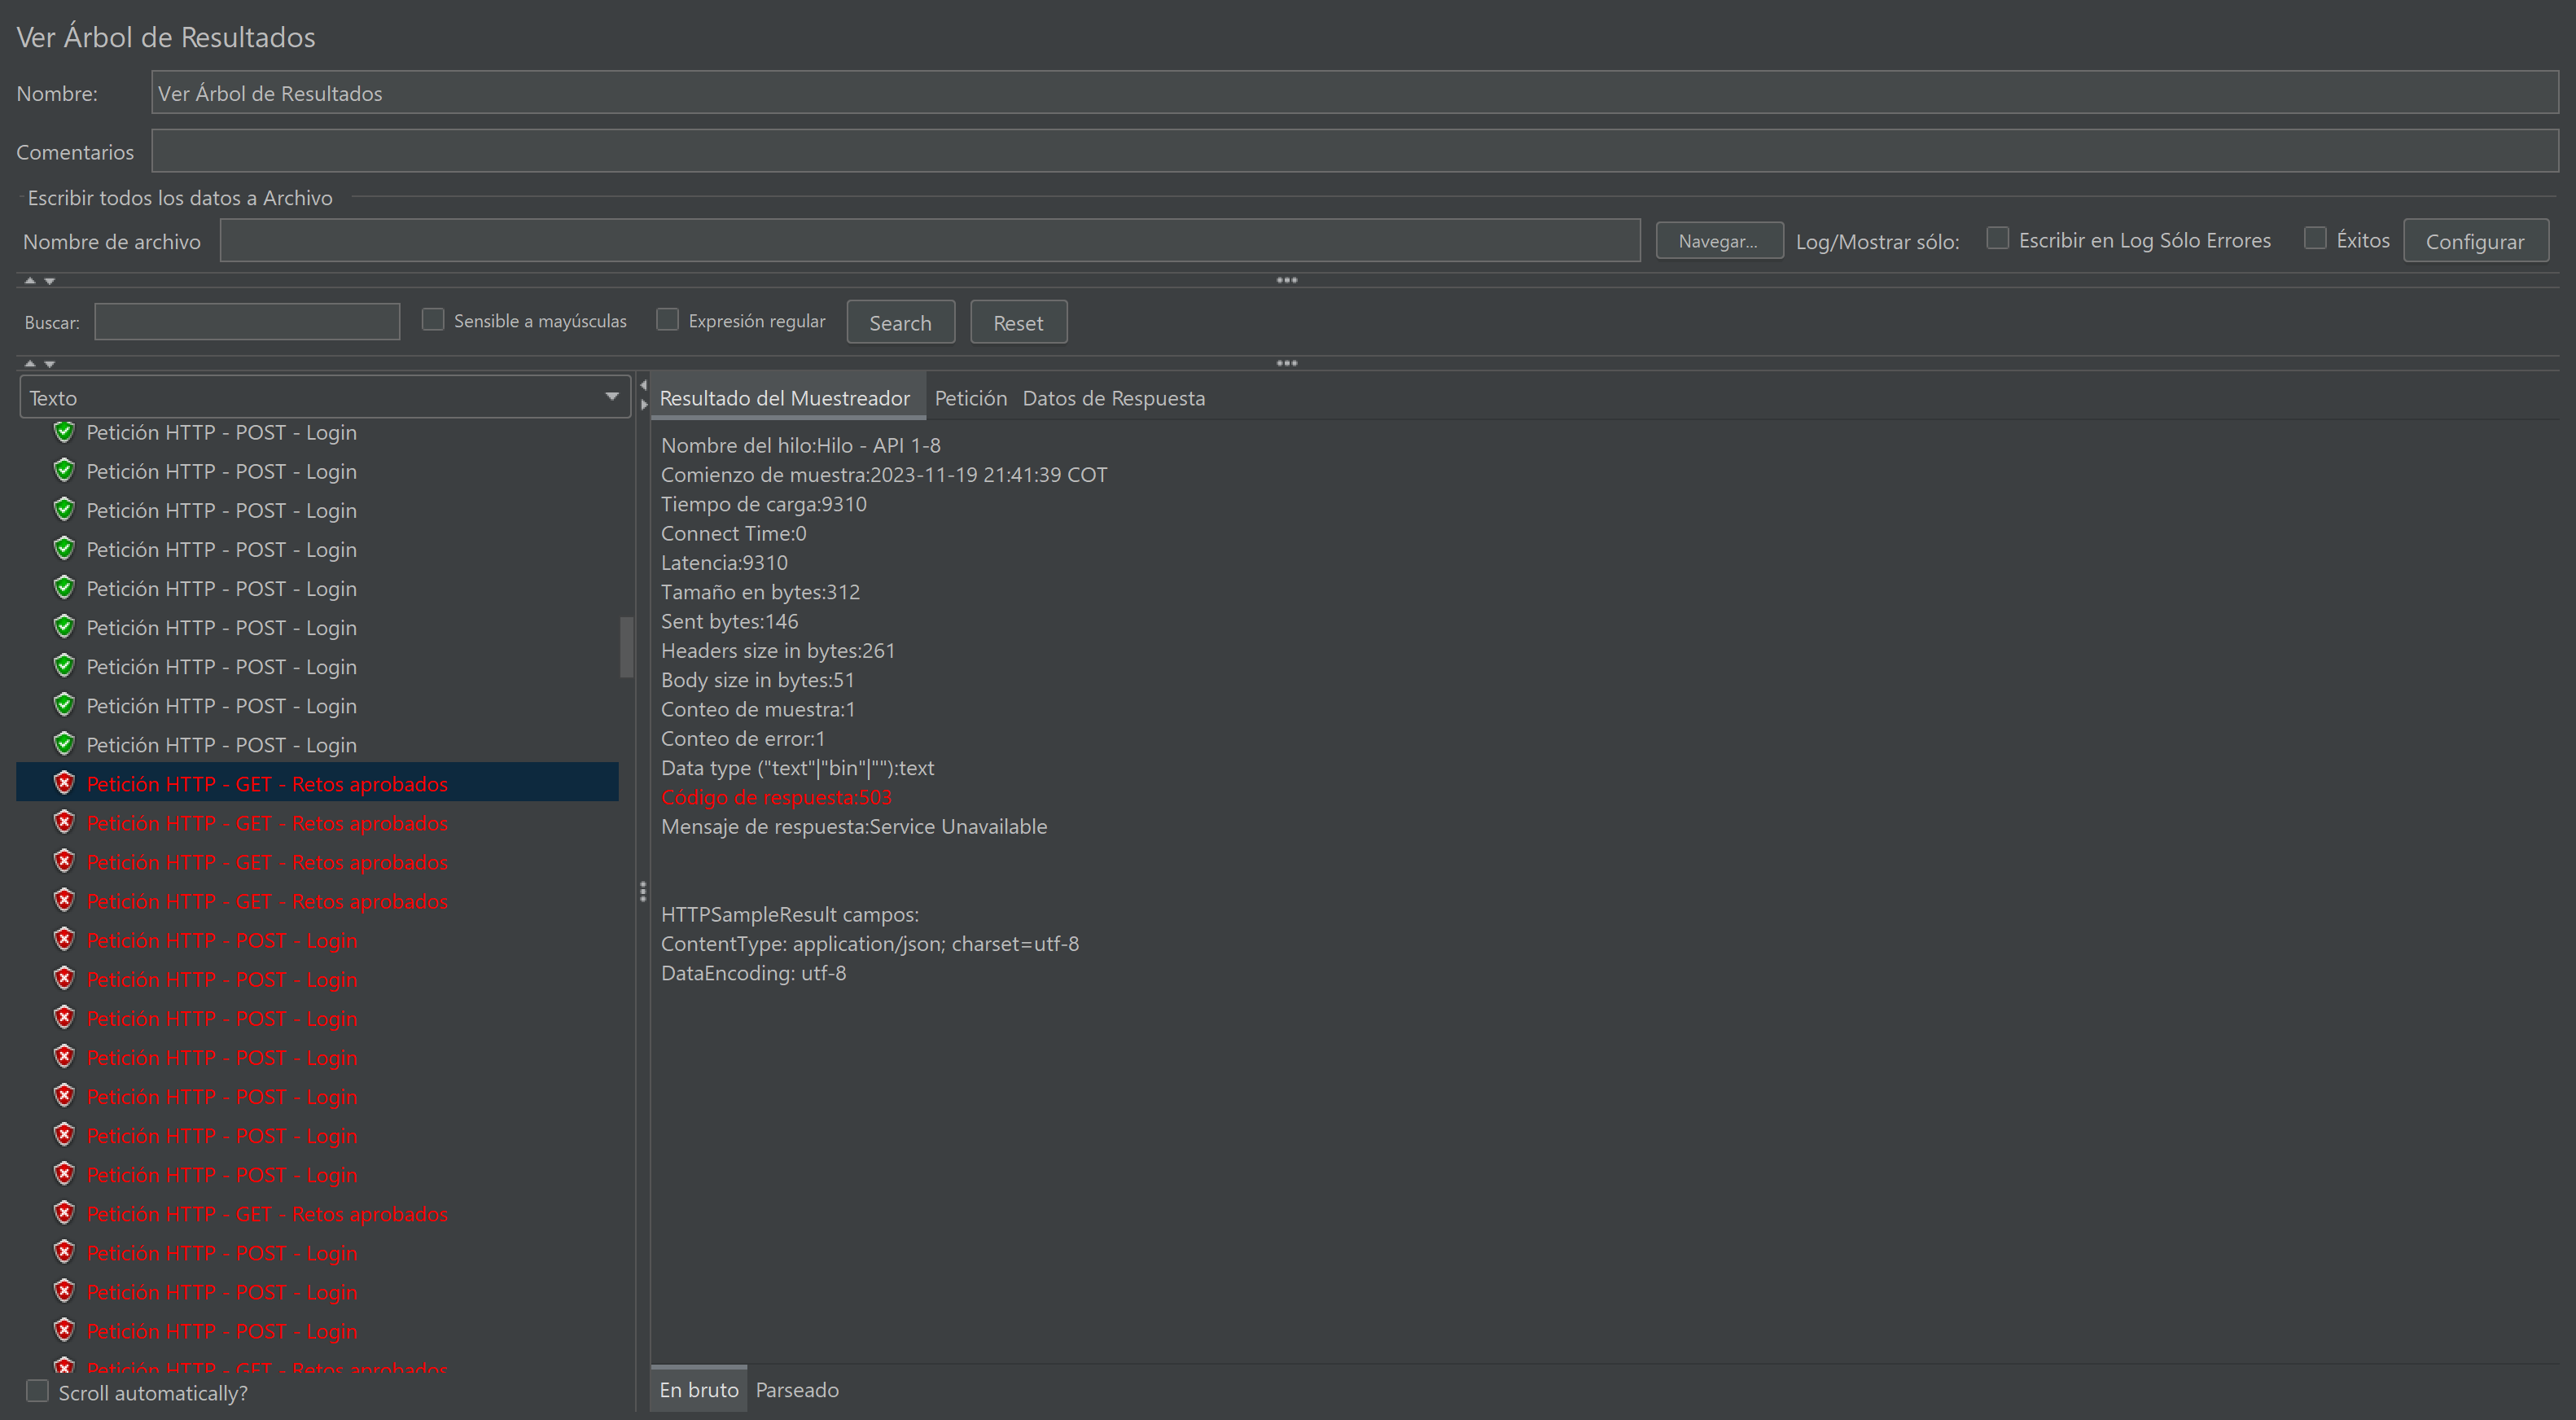 Ver Árbol de Resultados
Nombre: Ver Árbol de Resultados
Comentarios
Escribir todos los datos a Archivo
Nombre de archivo Navegar... Log/Mostrar sólo: Escribir en Log Sólo Errores Éxitos Configurar
Buscar: Sensible a mayúsculas Expresión regular Search Reset
Texto
Petición HTTP - POST - Login
Petición HTTP - POST - Login
Petición HTTP - POST - Login
Petición HTTP - POST - Login
Petición HTTP - POST - Login
Petición HTTP - POST - Login
Petición HTTP - POST - Login
Petición HTTP - POST - Login
Petición HTTP - POST - Login
Petición HTTP - GET - Retos aprobados
Petición HTTP - GET - Retos aprobados
Petición HTTP - GET - Retos aprobados
Petición HTTP - GET - Retos aprobados
Petición HTTP - POST - Login
Petición HTTP - POST - Login
Petición HTTP - POST - Login
Petición HTTP - POST - Login
Petición HTTP - POST - Login
Petición HTTP - POST - Login
Petición HTTP - POST - Login
Petición HTTP - GET - Retos aprobados
Petición HTTP - POST - Login
Petición HTTP - POST - Login
Petición HTTP - POST - Login
Petición HTTP - GET - Retos aprobados
Scroll automatically?
Resultado del Muestreador Petición Datos de Respuesta
Nombre del hilo:Hilo - API 1-8
Comienzo de muestra:2023-11-19 21:41:39 COT
Tiempo de carga:9310
Connect Time:0
Latencia:9310
Tamaño en bytes:312
Sent bytes:146
Headers size in bytes:261
Body size in bytes:51
Conteo de muestra:1
Conteo de error:1
Data type ("text"|"bin"|""):text
Código de respuesta:503
Mensaje de respuesta:Service Unavailable
HTTPSampleResult campos:
ContentType: application/json; charset=utf-8
DataEncoding: utf-8
En bruto Parseado